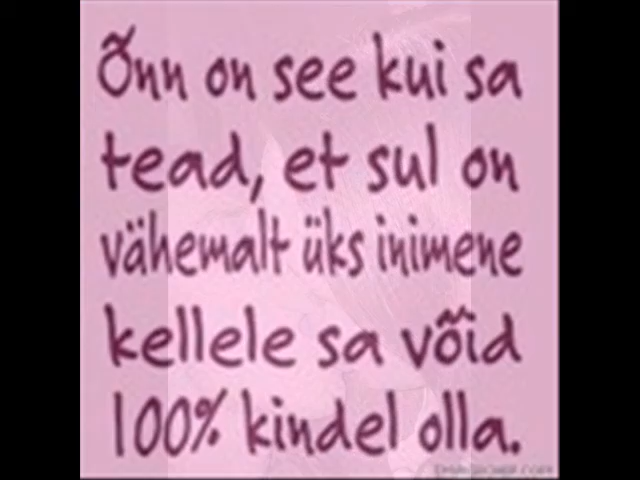 Õnn on see kui sa
tead, et sul on
vähemalt üks inimene
kellele sa võid
100% kindel olla.